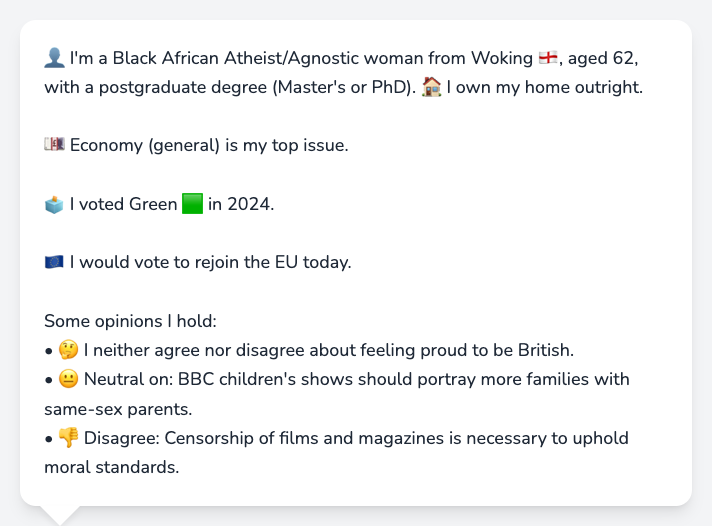 👤 I'm a Black African Atheist/Agnostic woman from Woking 🏴󠁧󠁢󠁥󠁮󠁧󠁿, aged 62,
with a postgraduate degree (Master's or PhD). 🏠 I own my home outright.
💷 Economy (general) is my top issue.
🗳️ I voted Green 🟩 in 2024.
🇪🇺 I would vote to rejoin the EU today.
Some opinions I hold:
• 🤔 I neither agree nor disagree about feeling proud to be British.
• 😐 Neutral on: BBC children's shows should portray more families with
same-sex parents.
• 👎 Disagree: Censorship of films and magazines is necessary to uphold
moral standards.